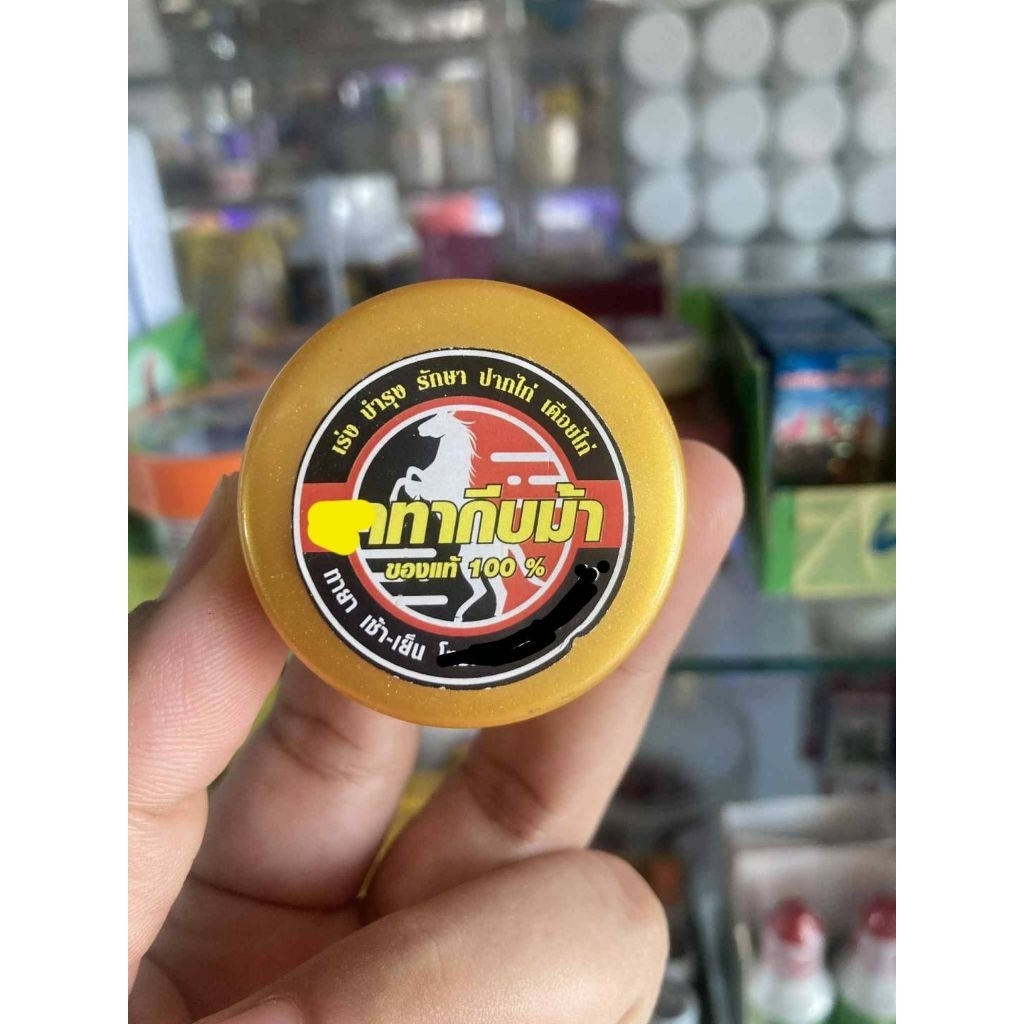 เร่ง บำรุง รักษา ปากไก่ เดือยไก่
ทากีบม้า
ของแท้ 100 %
ทายา เช้า-เย็น